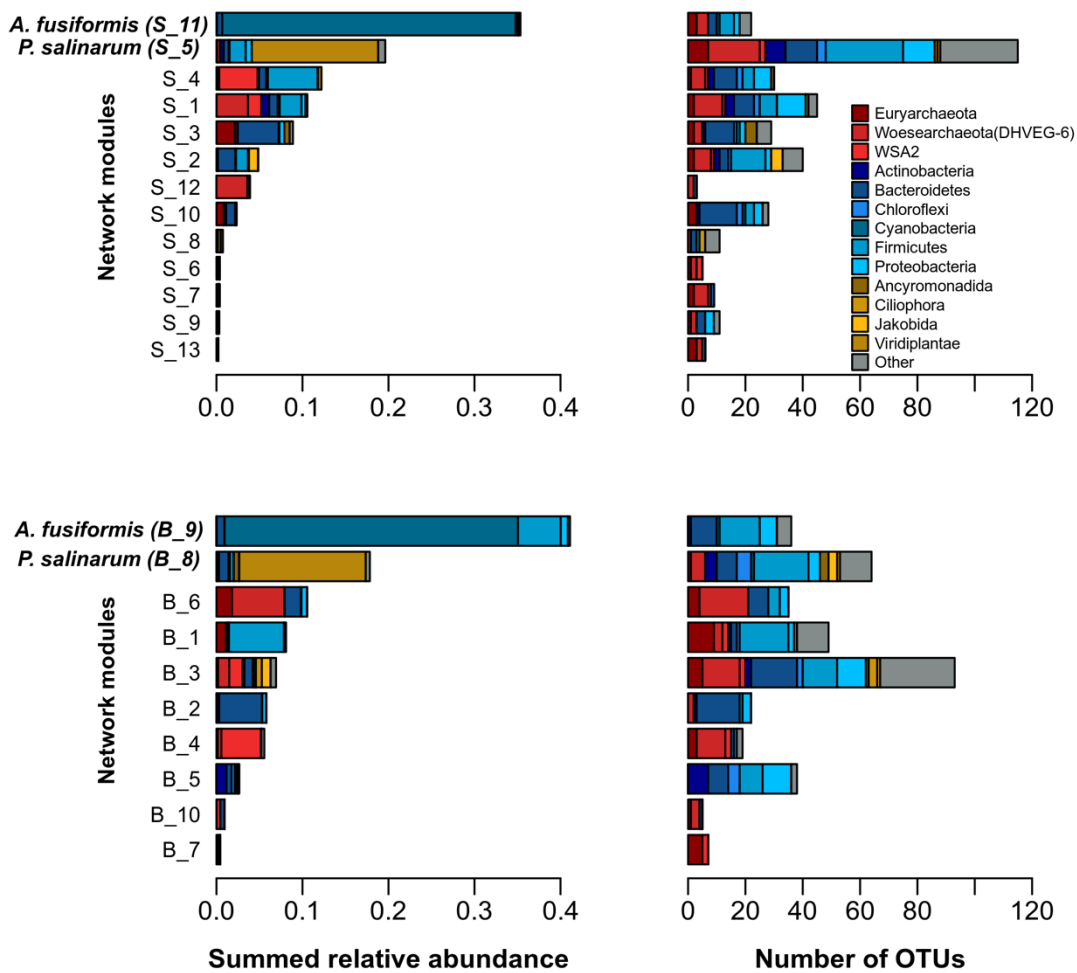 A. fusiformis (S_11)
P. salinarum (S_5)
S_4
S_1
S_3
S_2
S_12
S_10
S_8
S_6
S_7
S_9
S_13
Network modules
0.0 0.1 0.2 0.3 0.4
Euryarchaeota
Woesearchaeota(DHVEG-6)
WSA2
Actinobacteria
Bacteroidetes
Chloroflexi
Cyanobacteria
Firmicutes
Proteobacteria
Ancyromonadida
Ciliophora
Jakobida
Viridiplantae
Other
0 20 40 60 80 120
A. fusiformis (B_9)
P. salinarum (B_8)
B_6
B_1
B_3
B_2
B_4
B_5
B_10
B_7
Network modules
0.0 0.1 0.2 0.3 0.4
Summed relative abundance
0 20 40 60 80 120
Number of OTUs